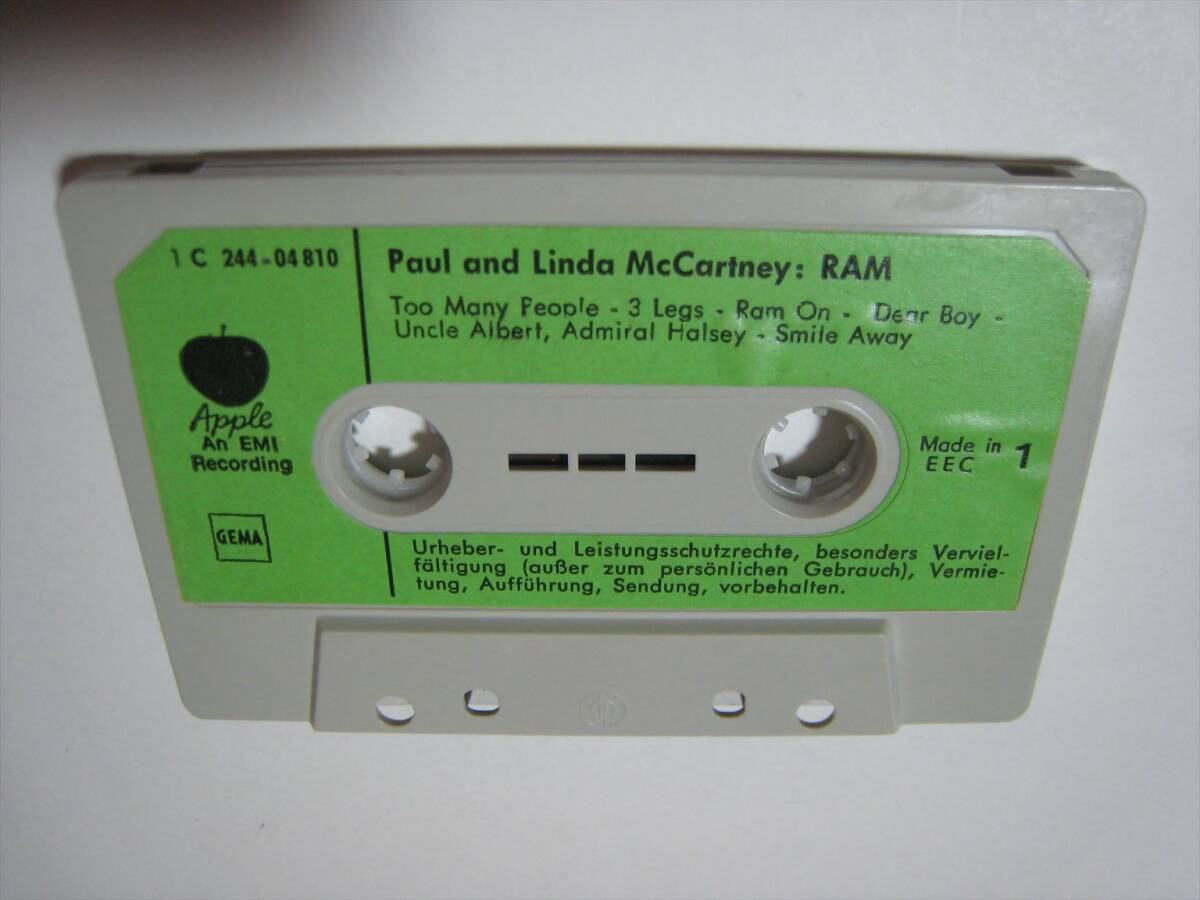 1 C 244-04810
Paul and Linda McCartney: RAM
Too Many People - 3 Legs - Ram On - Dear Boy -
Uncle Albert, Admiral Halsey - Smile Away
Apple
An EMI
Recording
GEMA
Made in
EEC
1
Urheber- und Leistungsschutzrechte, besonders Verviel-
fältigung (außer zum persönlichen Gebrauch), Vermie-
tung, Aufführung, Sendung, vorbehalten.